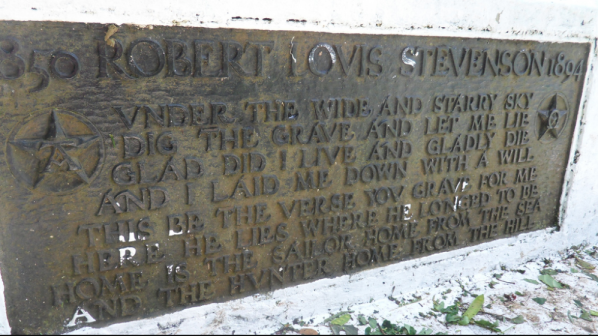 1850 ROBERT LOVIS STEVENSON 1894
VNDER THE WIDE AND STARRY SKY
DIG THE GRAVE AND LET ME LIE
GLAD DID I LIVE AND GLADLY DIE
AND I LAID ME DOWN WITH A WILL
THIS BE THE VERSE YOV GRAVE FOR ME
HERE HE LIES WHERE HE LONGED TO BE
HOME IS THE SAILOR HOME FROM THE SEA
AND THE HVNTER HOME FROM THE HILL